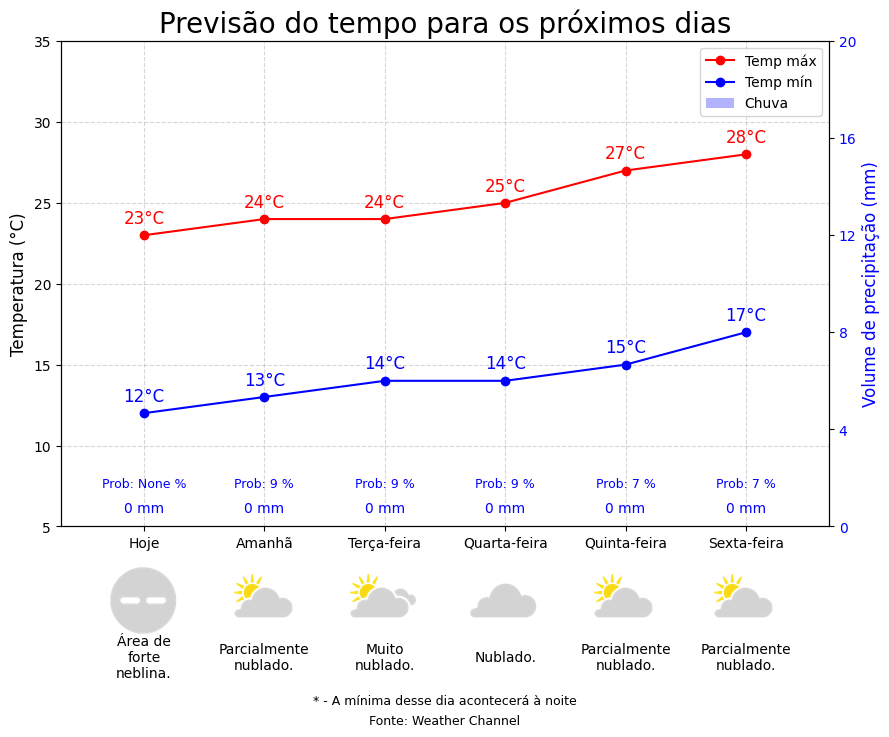 Previsão do tempo para os próximos dias
35
30
25
20
15
10
5
Temperatura (°C)
20
16
12
8
4
0
Volume de precipitação (mm)
Temp máx
Temp mín
Chuva
23°C 24°C 24°C 25°C 27°C 28°C
12°C 13°C 14°C 14°C 15°C 17°C
Prob: None % Prob: 9 % Prob: 9 % Prob: 9 % Prob: 7 % Prob: 7 %
0 mm 0 mm 0 mm 0 mm 0 mm 0 mm
Hoje Amanhã Terça-feira Quarta-feira Quinta-feira Sexta-feira
Área de
forte
neblina.
Parcialmente
nublado.
Muito
nublado.
Nublado.
Parcialmente
nublado.
Parcialmente
nublado.
* - A mínima desse dia acontecerá à noite
Fonte: Weather Channel